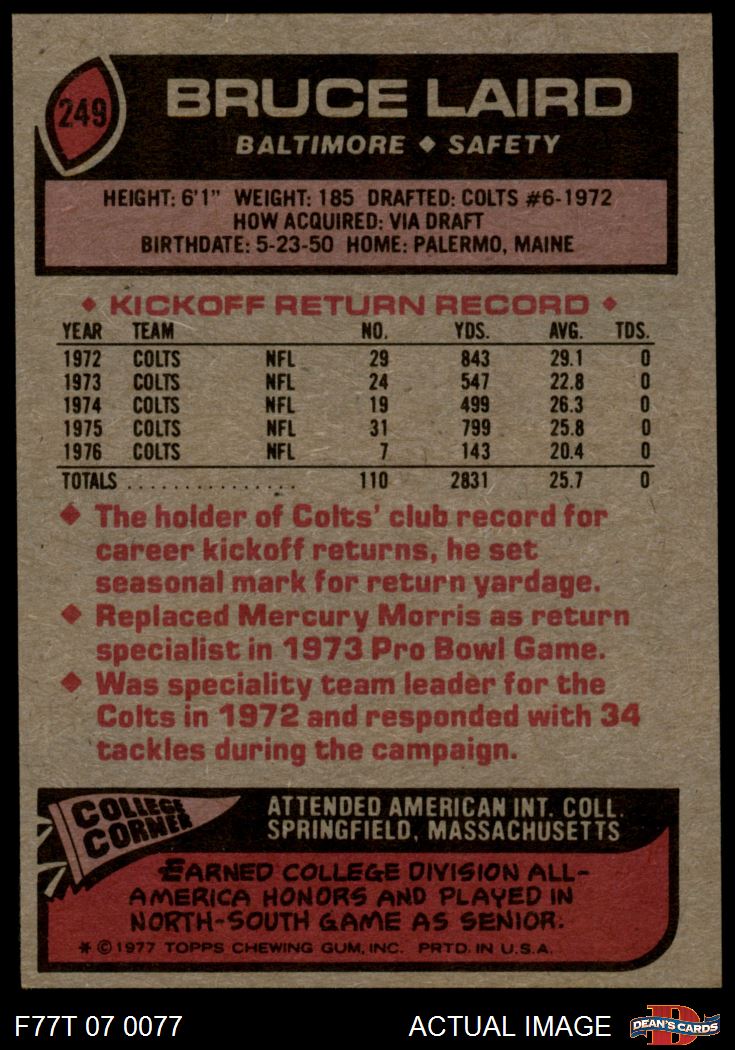 249
BRUCE LAIRD
BALTIMORE ◆ SAFETY
HEIGHT: 6'1" WEIGHT: 185 DRAFTED: COLTS #6-1972
HOW ACQUIRED: VIA DRAFT
BIRTHDATE: 5-23-50 HOME: PALERMO, MAINE
◆ KICKOFF RETURN RECORD ◆
YEAR TEAM NO. YDS. AVG. TDS.
1972 COLTS NFL 29 843 29.1 0
1973 COLTS NFL 24 547 22.8 0
1974 COLTS NFL 19 499 26.3 0
1975 COLTS NFL 31 799 25.8 0
1976 COLTS NFL 7 143 20.4 0
TOTALS . . . . . . . . . . . . . . . 110 2831 25.7 0
◆ The holder of Colts' club record for
career kickoff returns, he set
seasonal mark for return yardage.
◆ Replaced Mercury Morris as return
specialist in 1973 Pro Bowl Game.
◆ Was speciality team leader for the
Colts in 1972 and responded with 34
tackles during the campaign.
COLLEGE
CORNER
ATTENDED AMERICAN INT. COLL.
SPRINGFIELD, MASSACHUSETTS
EARNED COLLEGE DIVISION ALL-
AMERICA HONORS AND PLAYED IN
NORTH-SOUTH GAME AS SENIOR.
* © 1977 TOPPS CHEWING GUM, INC. PRTD. IN U.S.A.
F77T 07 0077
ACTUAL IMAGE
DEAN'S CARDS